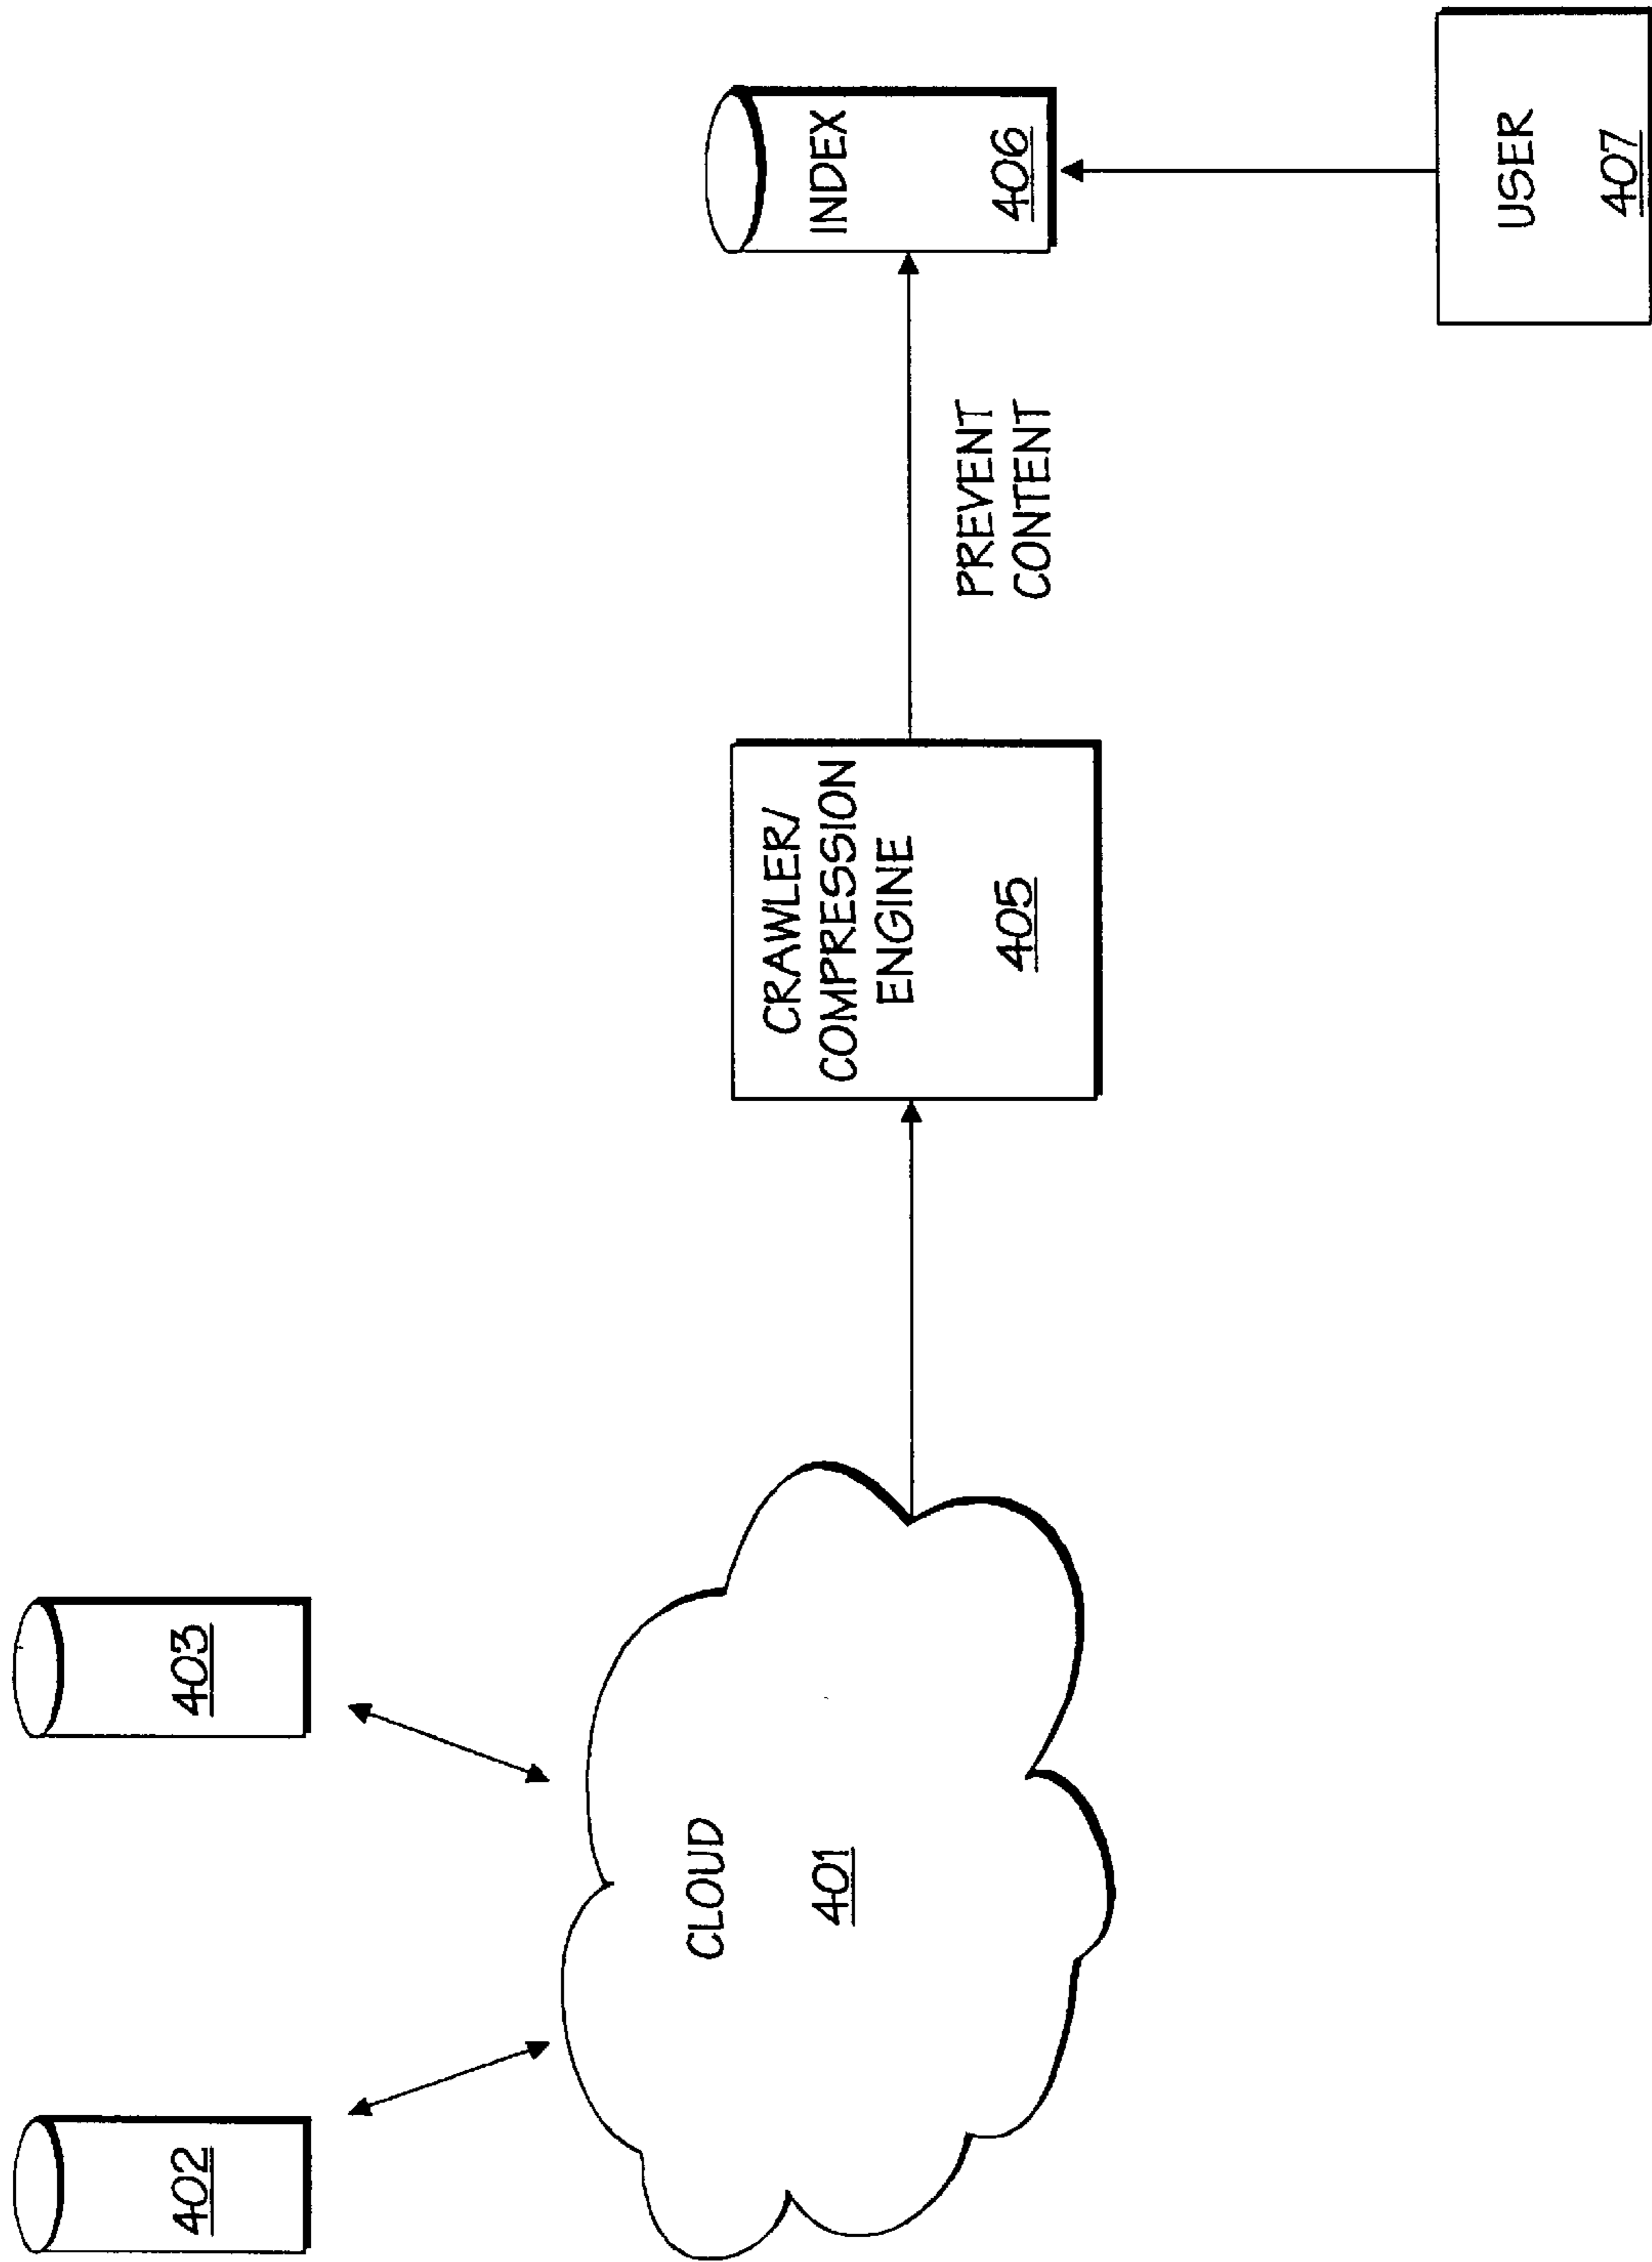 402
403
CLOUD
401
CRAWLER/
COMPRESSION
ENGINE
405
PREVENT
CONTENT
INDEX
406
USER
407